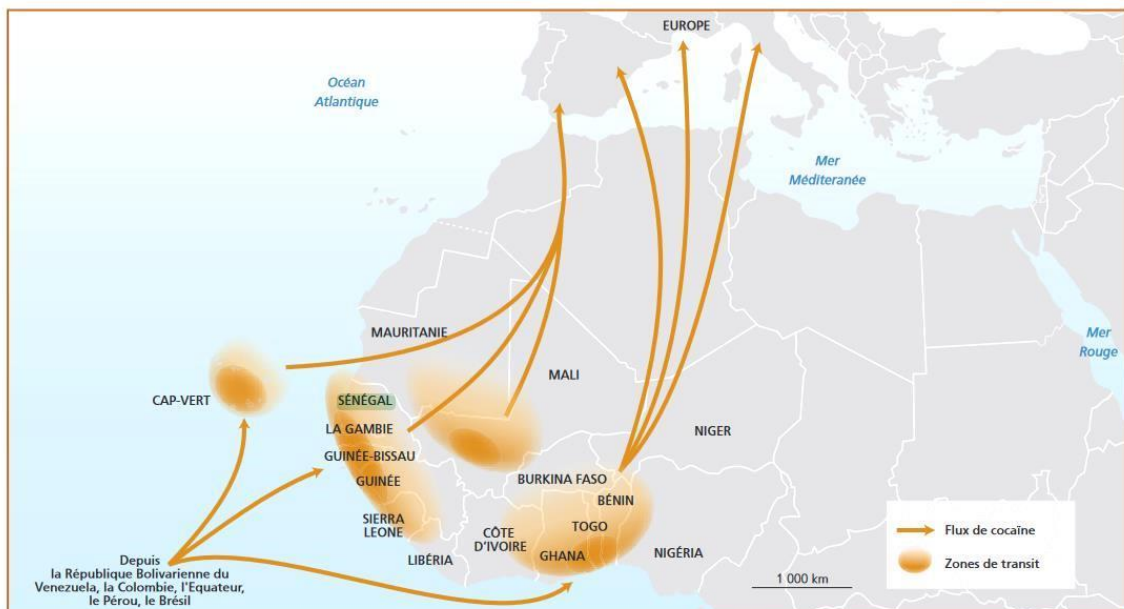 EUROPE
Océan
Atlantique
Mer
Méditeranée
Mer
Rouge
MAURITANIE
MALI
CAP-VERT
SÉNÉGAL
LA GAMBIE
NIGER
GUINÉE-BISSAU
GUINÉE
BURKINA FASO
BÉNIN
SIERRA
LEONE
CÔTE
D'IVOIRE
TOGO
GHANA
NIGÉRIA
LIBÉRIA
Depuis
la République Bolivarienne du
Venezuela, la Colombie, l'Equateur,
le Pérou, le Brésil
1 000 km
Flux de cocaïne
Zones de transit